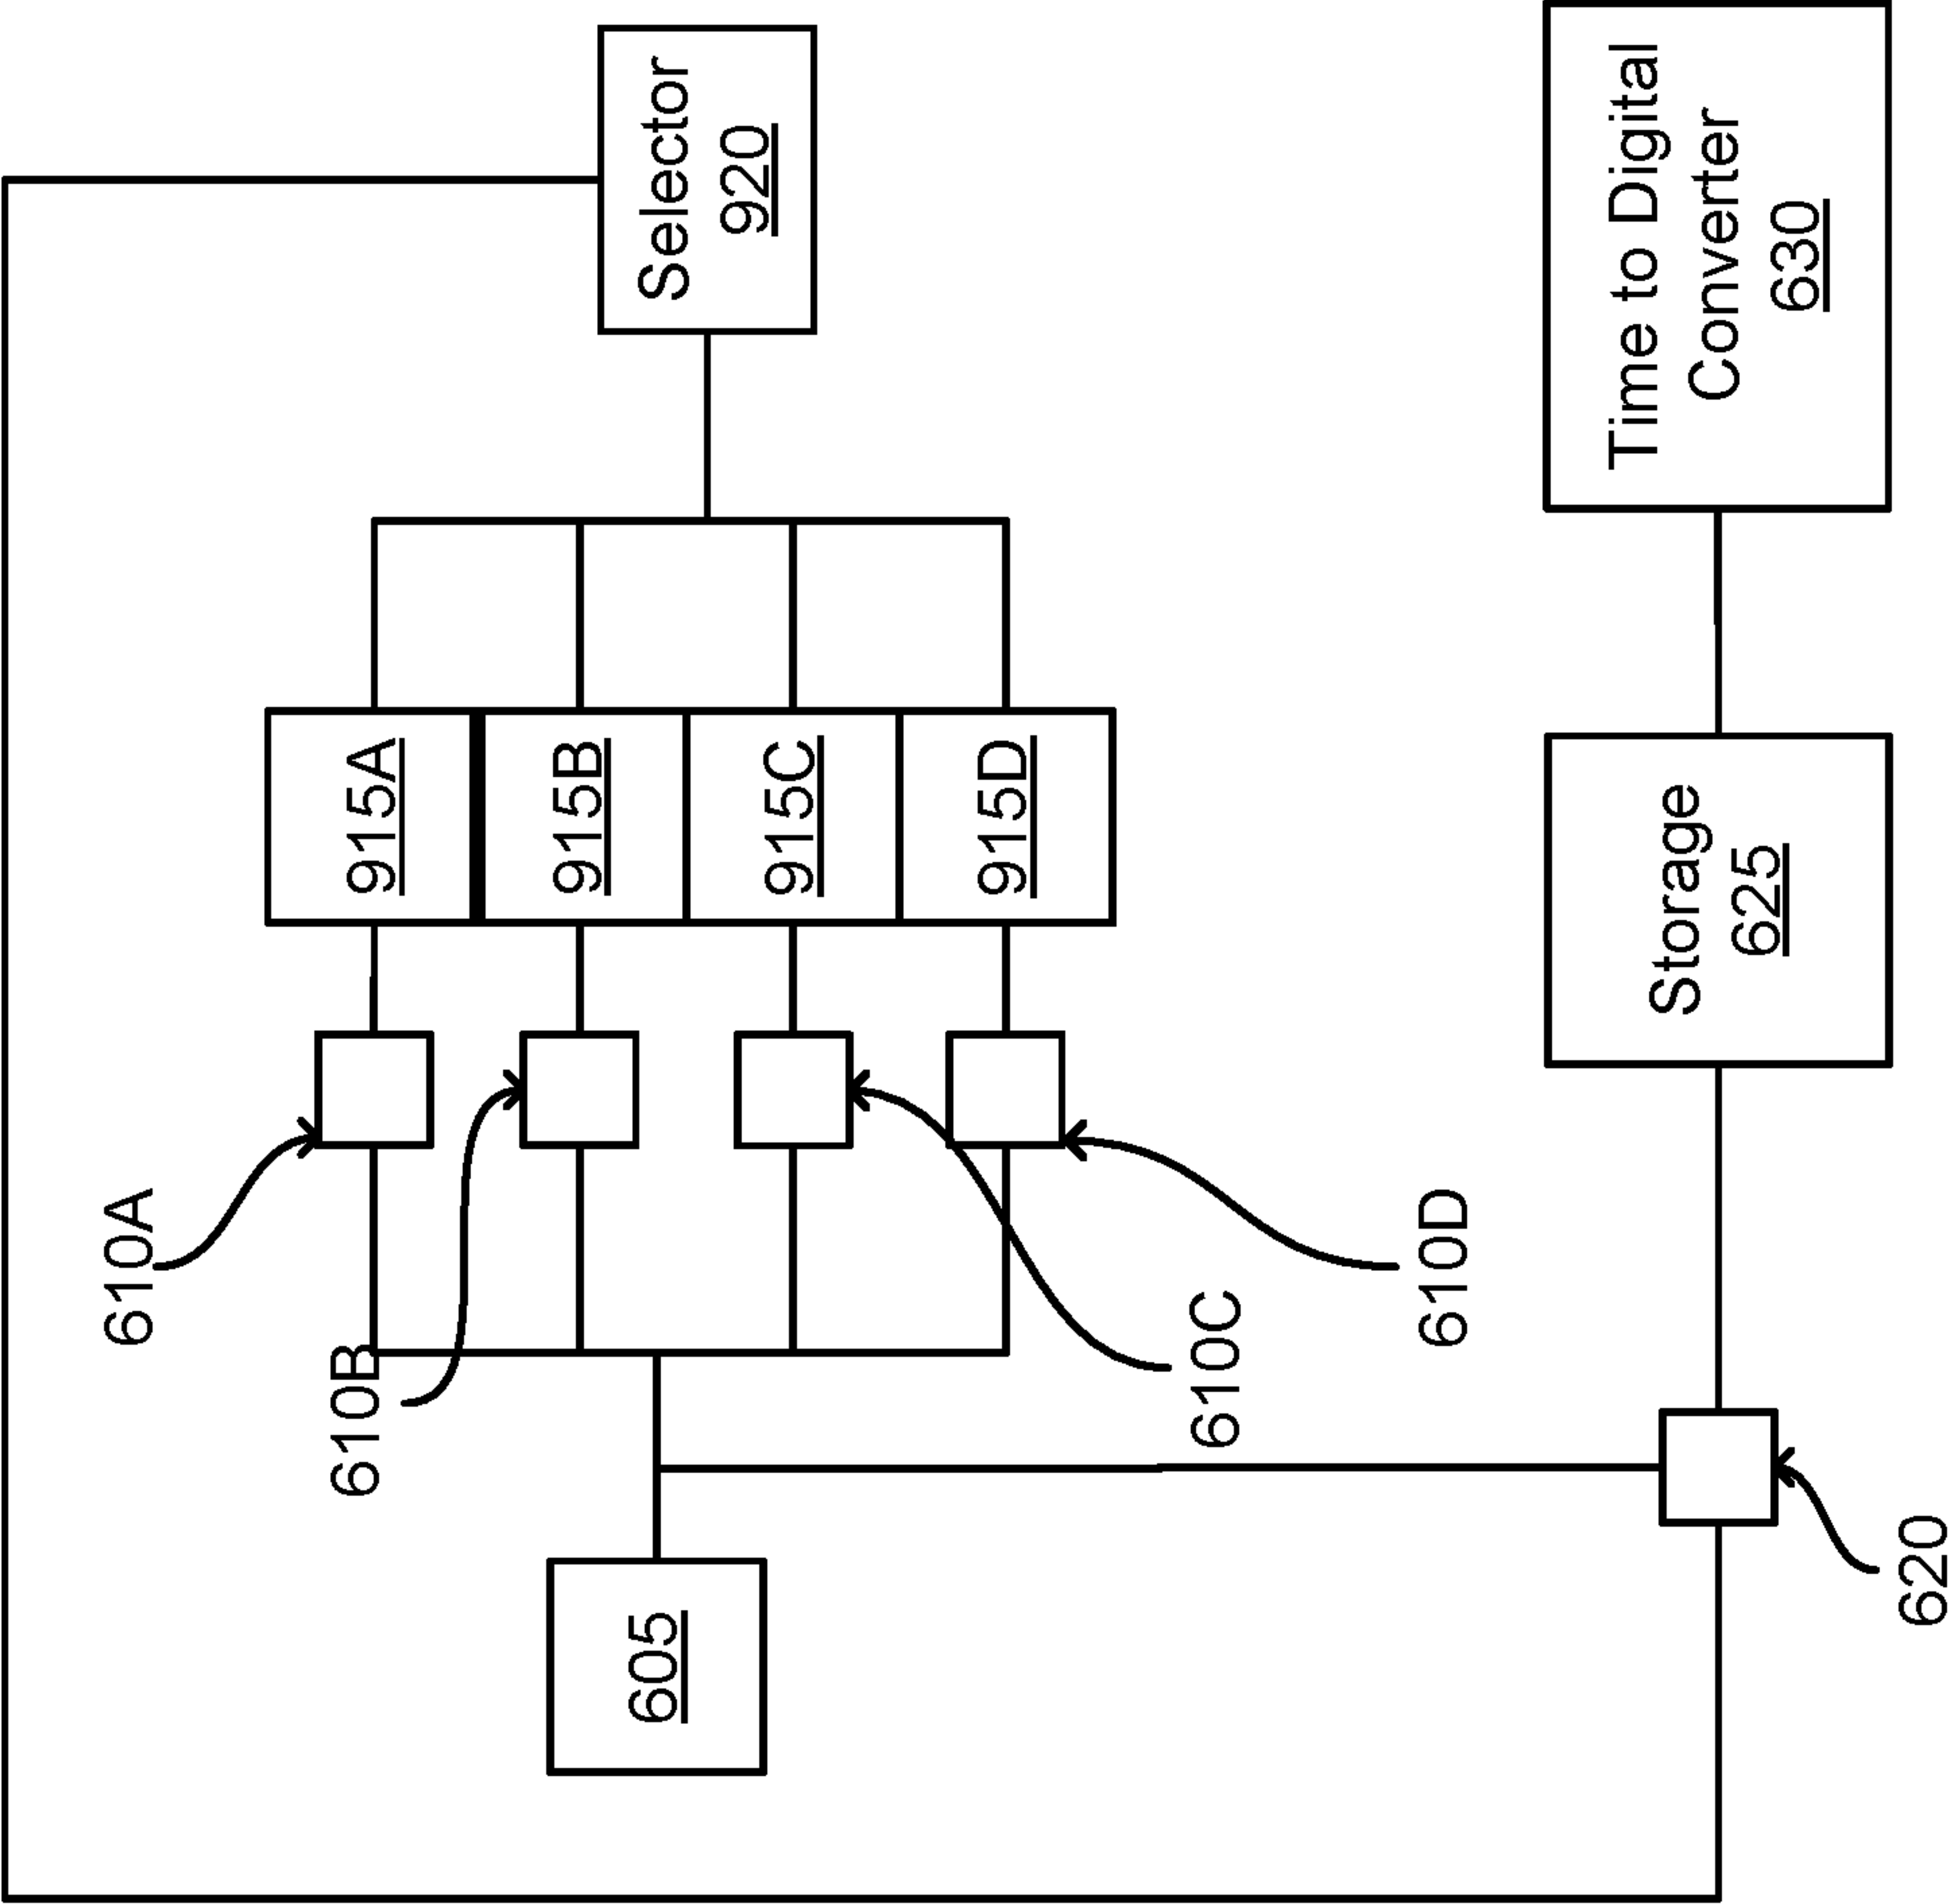 610A
610B
605
915A
915B
915C
915D
610C
610D
Selector
920
620
Storage
625
Time to Digital
Converter
630